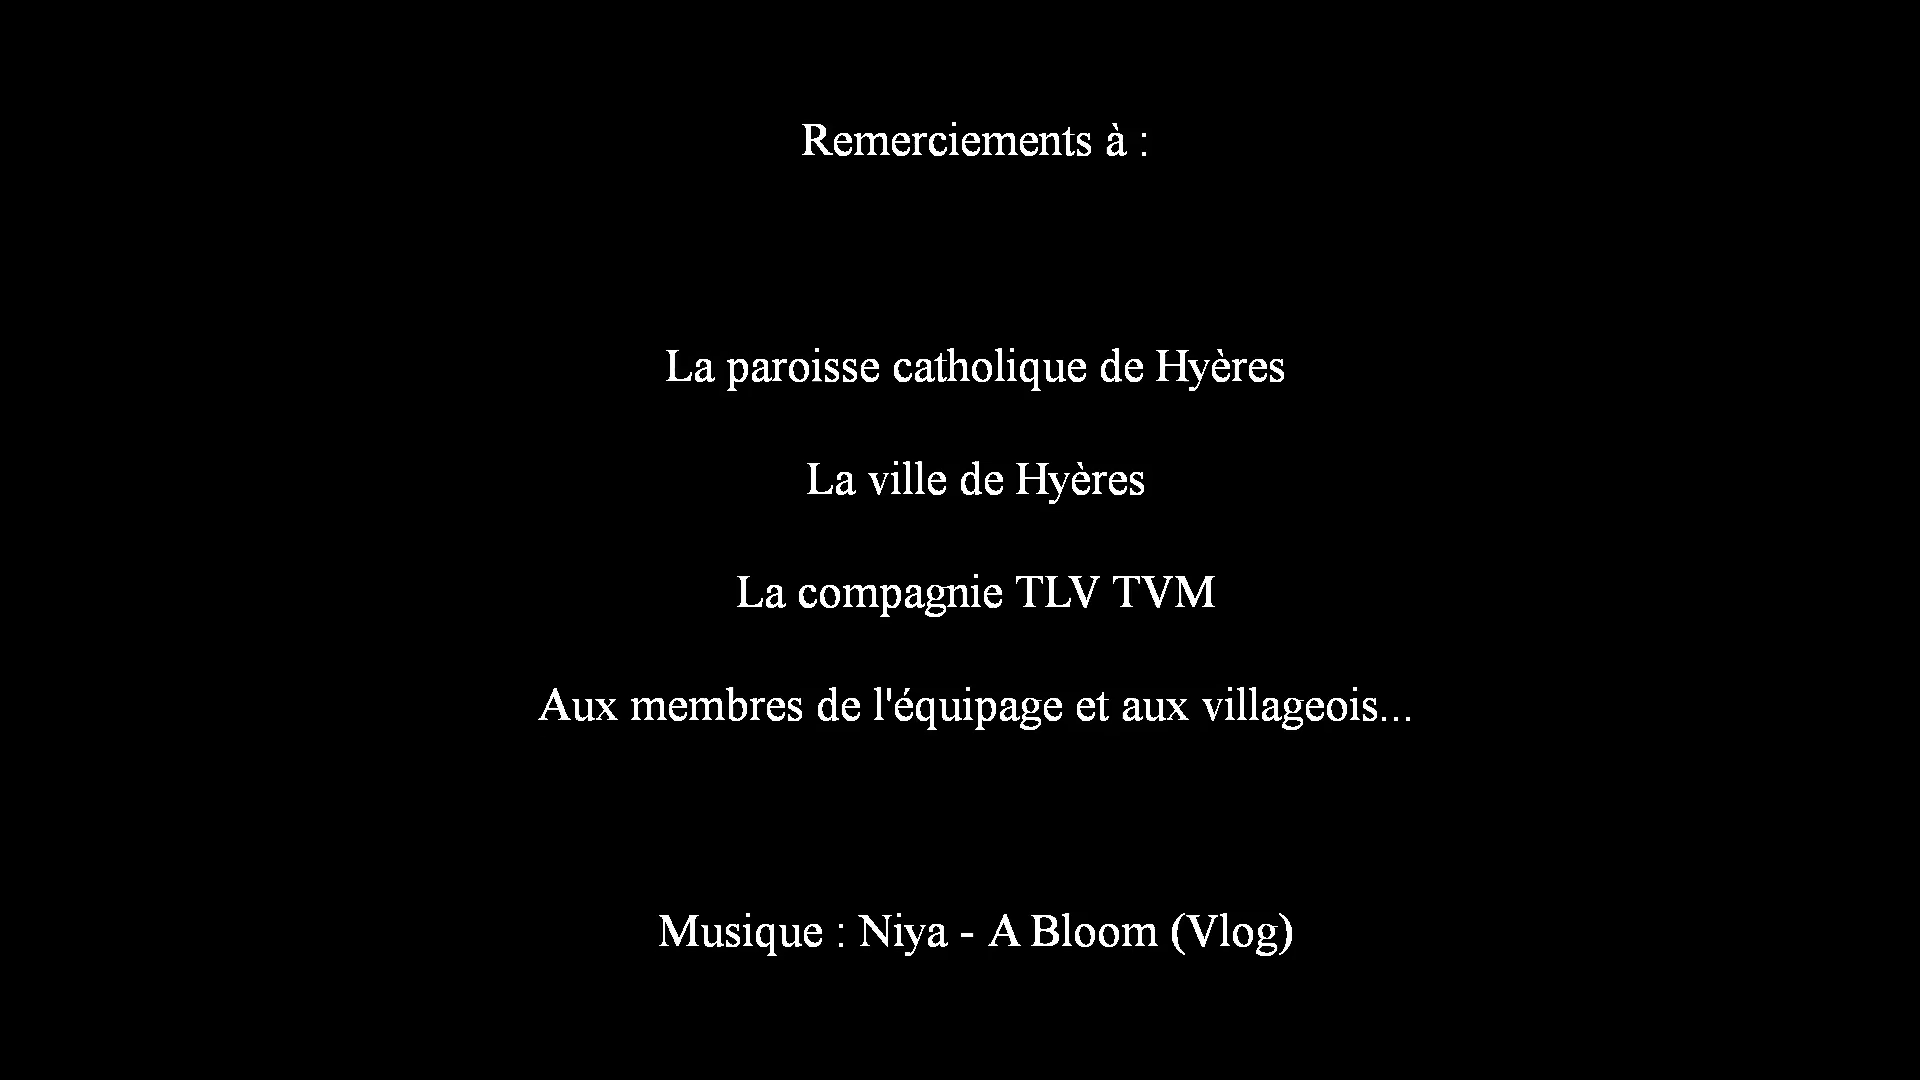 Remerciements à :
La paroisse catholique de Hyères
La ville de Hyères
La compagnie TLV TVM
Aux membres de l'équipage et aux villageois...
Musique : Niya - A Bloom (Vlog)